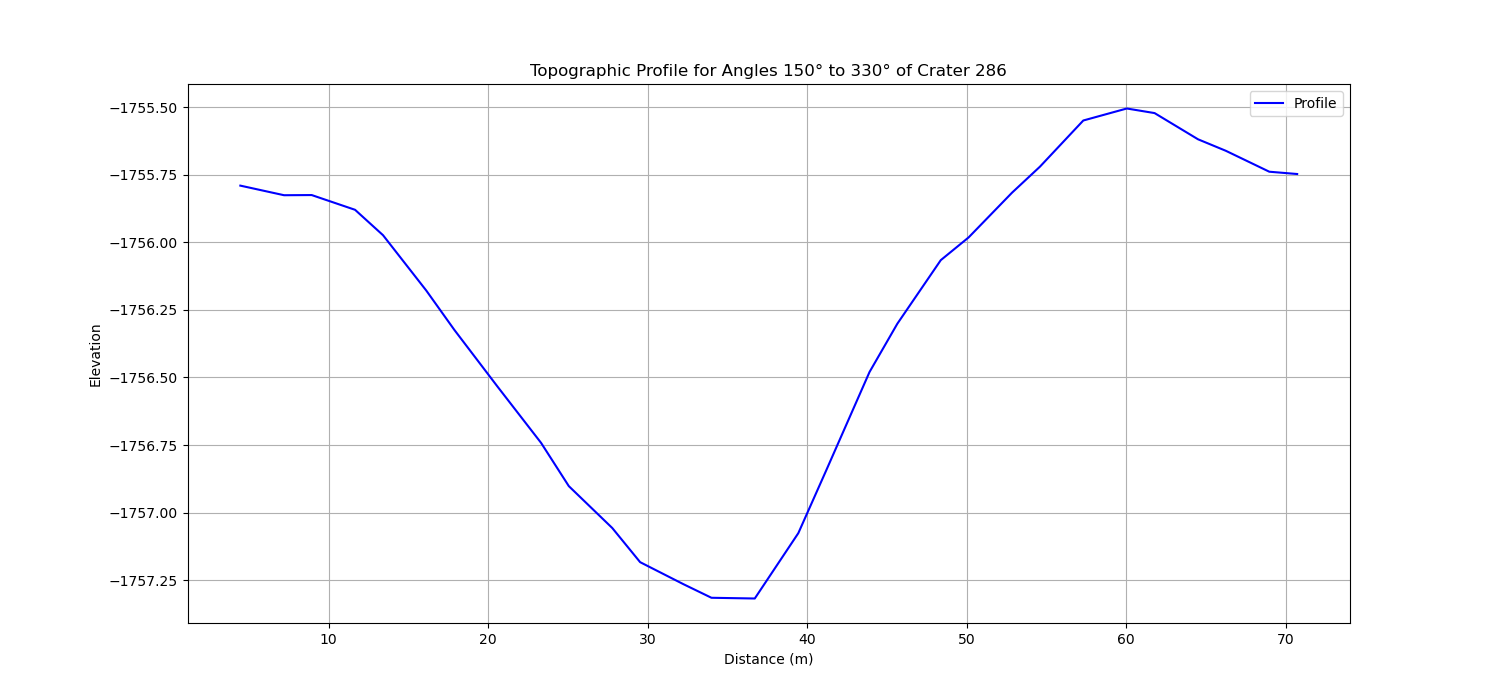 Topographic Profile for Angles 150° to 330° of Crater 286
Profile
−1755.50
−1755.75
−1756.00
−1756.25
−1756.50
−1756.75
−1757.00
−1757.25
Elevation
10 20 30 40 50 60 70
Distance (m)